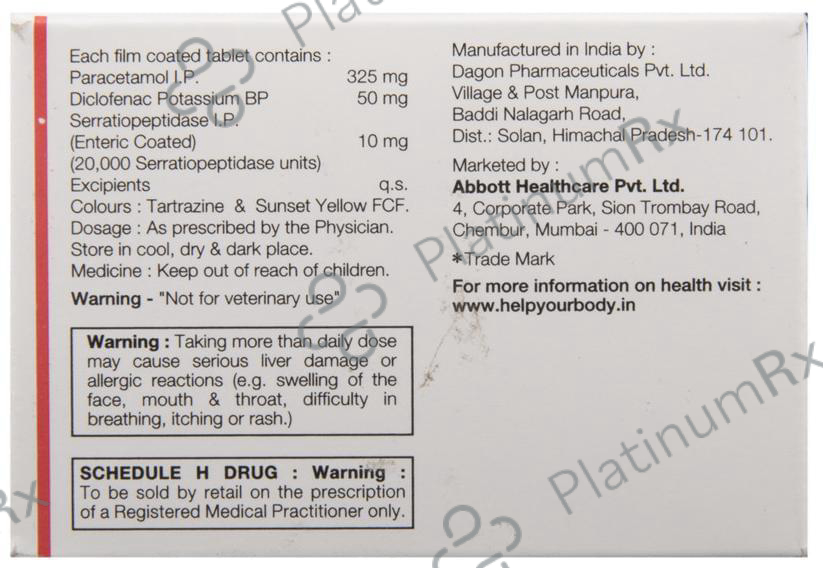 Each film coated tablet contains :
Paracetamol I.P. 325 mg
Diclofenac Potassium BP 50 mg
Serratiopeptidase I.P.
(Enteric Coated) 10 mg
(20,000 Serratiopeptidase units)
Excipients q.s.
Colours : Tartrazine & Sunset Yellow FCF.
Dosage : As prescribed by the Physician.
Store in cool, dry & dark place.
Medicine : Keep out of reach of children.
Warning - "Not for veterinary use"
Warning : Taking more than daily dose
may cause serious liver damage or
allergic reactions (e.g. swelling of the
face, mouth & throat, difficulty in
breathing, itching or rash.)
SCHEDULE H DRUG : Warning :
To be sold by retail on the prescription
of a Registered Medical Practitioner only.
Manufactured in India by :
Dagon Pharmaceuticals Pvt. Ltd.
Village & Post Manpura,
Baddi Nalagarh Road,
Dist.: Solan, Himachal Pradesh-174 101.
Marketed by :
Abbott Healthcare Pvt. Ltd.
4, Corporate Park, Sion Trombay Road,
Chembur, Mumbai - 400 071, India
*Trade Mark
For more information on health visit :
www.helpyourbody.in
PlatinumRx
PlatinumRx
PlatinumRx
Rx